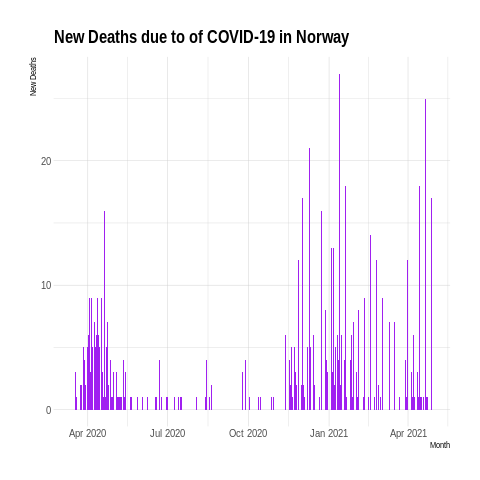 New Deaths due to of COVID-19 in Norway
New Deaths
20
10
0
Apr 2020 Jul 2020 Oct 2020 Jan 2021 Apr 2021
Month